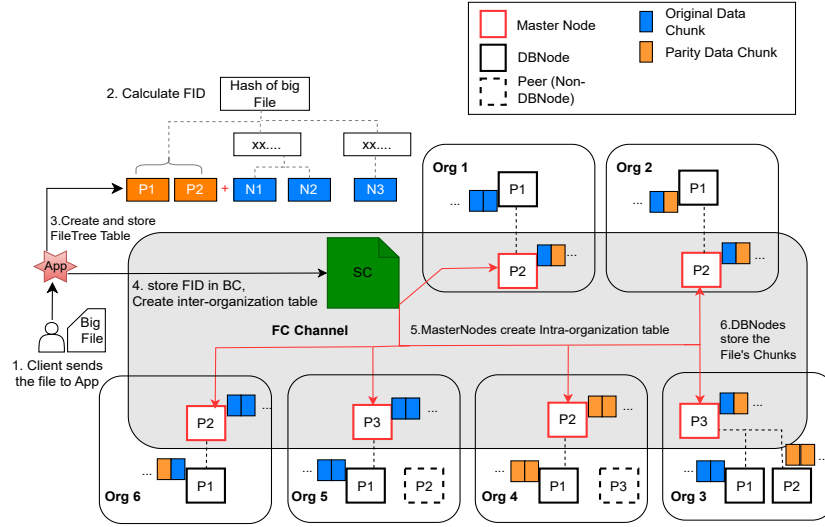 Master Node
DBNode
Peer (Non-
DBNode)
Original Data
Chunk
Parity Data Chunk
2. Calculate FID
Hash of big
File
xx....
xx....
P1
P2
+
N1
N2
N3
3.Create and store
FileTree Table
App
4. store FID in BC,
Create inter-organization table
SC
Big
File
1. Client sends
the file to App
FC Channel
5.MasterNodes create Intra-organization table
6.DBNodes
store the
File's Chunks
Org 1
...
P1
P2
...
Org 2
...
P1
P2
...
P2
...
...
P1
Org 6
P3
...
...
P1
P2
Org 5
P2
...
...
P1
P3
Org 4
P3
...
...
P1
P2
...
Org 3